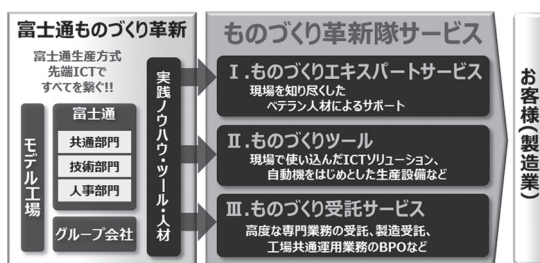 富士通ものづくり革新
富士通生産方式
先端ICTで
すべてを繋ぐ!!
モデル工場
富士通
共通部門
技術部門
人事部門
グループ会社
実践ノウハウ・ツール・人材
ものづくり革新隊サービス
Ⅰ.ものづくりエキスパートサービス
現場を知り尽くした
ベテラン人材によるサポート
Ⅱ.ものづくりツール
現場で使い込んだICTソリューション、
自動機をはじめとした生産設備など
Ⅲ.ものづくり受託サービス
高度な専門業務の受託、製造受託、
工場共通運用業務のBPOなど
お客様(製造業)